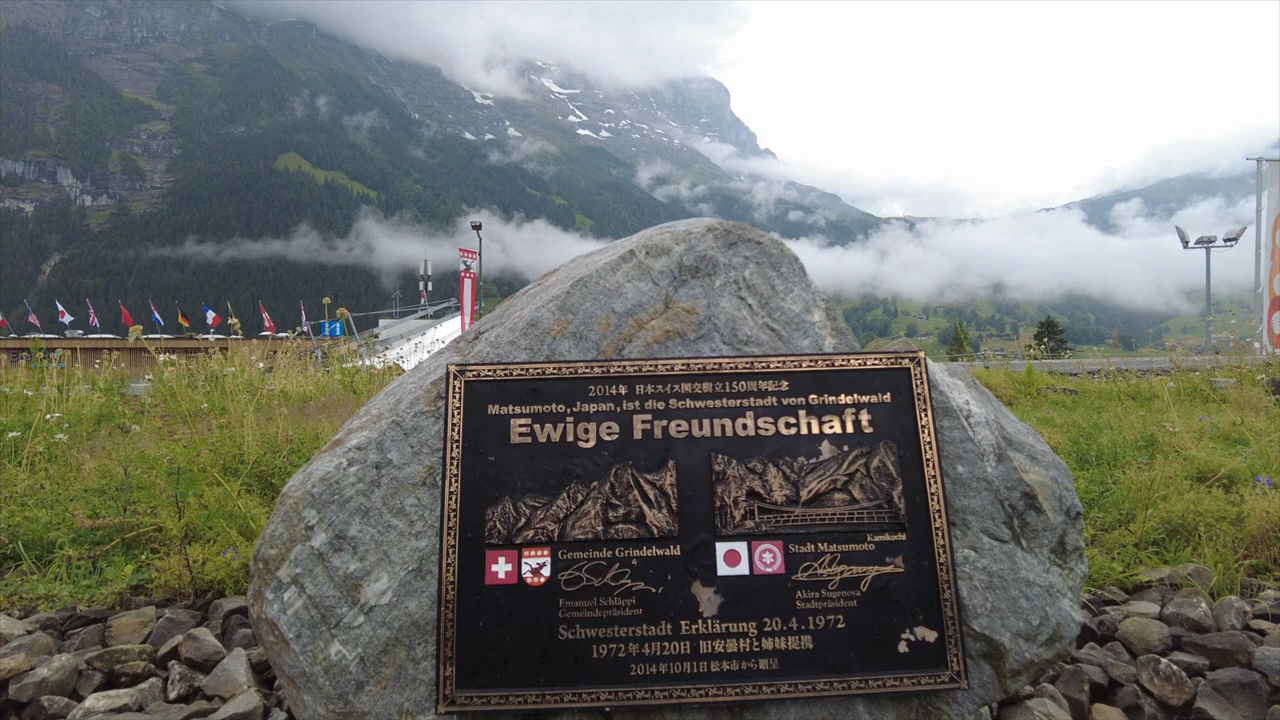 2014年 日本スイス国交樹立150周年記念
Matsumoto, Japan, ist die Schwesterstadt von Grindelwald
Ewige Freundschaft
Kamikochi
Gemeinde Grindelwald
Stadt Matsumoto
Emanuel Schläppi
Gemeindepräsident
Akira Sugenoya
Stadtpräsident
Schwesterstadt Erklärung 20.4.1972
1972年4月20日 旧安曇村と姉妹提携
2014年10月1日 松本市から贈呈